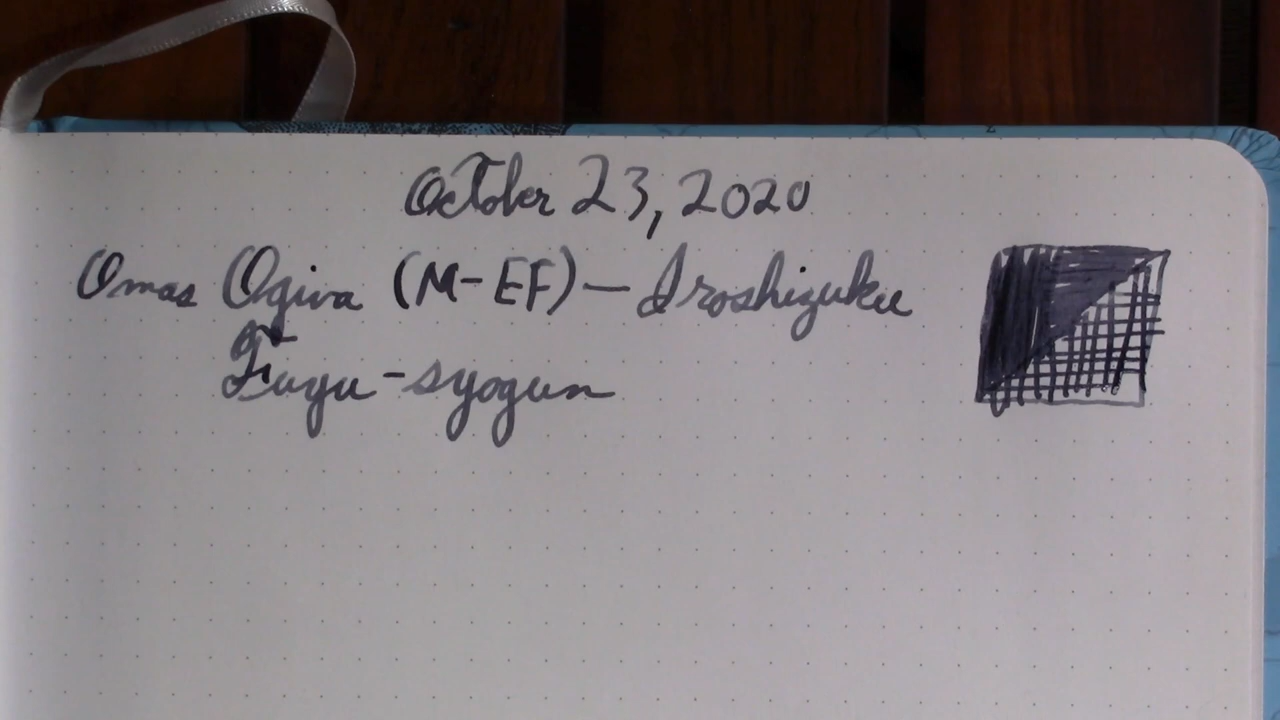 October 23, 2020
Omas Ogiva (M-EF) — Iroshizuku
Fuyu-syogun